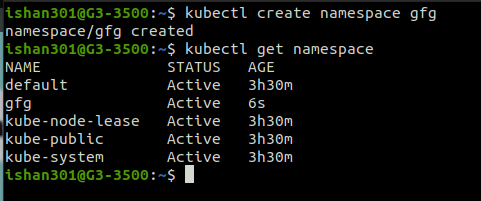 ishan301@G3-3500:~$ kubectl create namespace gfg
namespace/gfg created
ishan301@G3-3500:~$ kubectl get namespace
NAME              STATUS   AGE
default           Active   3h30m
gfg               Active   6s
kube-node-lease   Active   3h30m
kube-public       Active   3h30m
kube-system       Active   3h30m
ishan301@G3-3500:~$